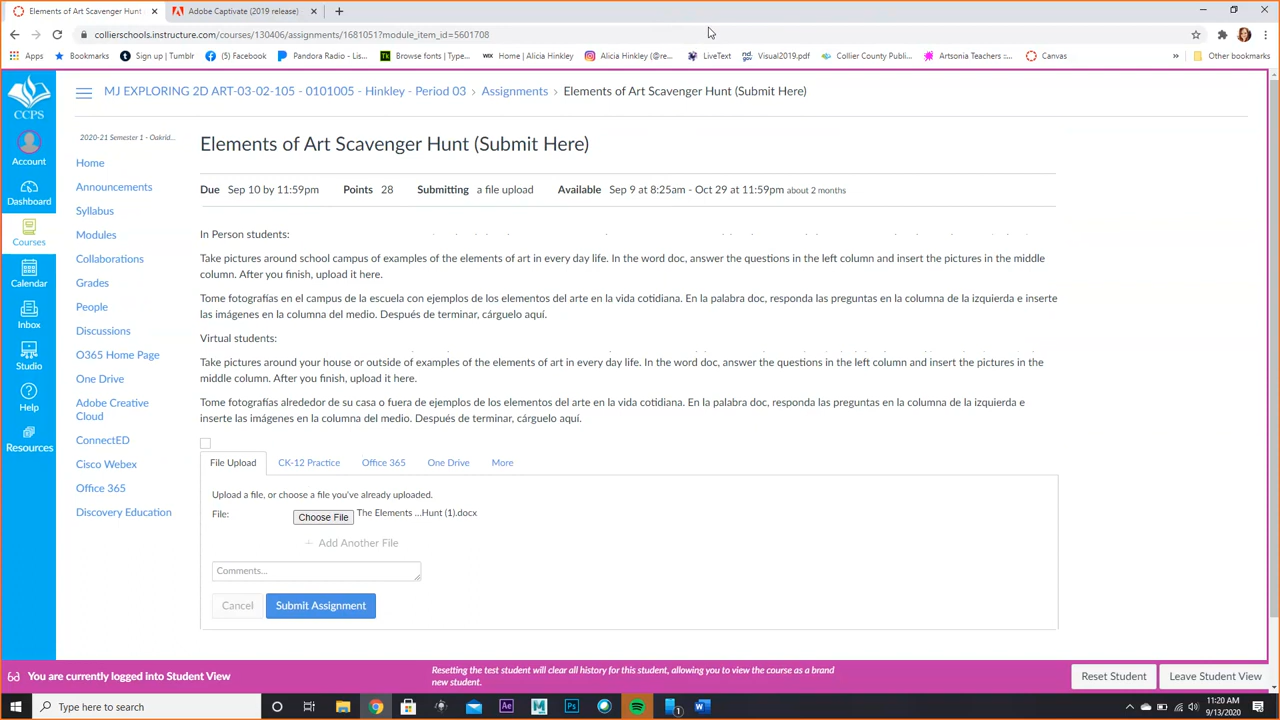 Elements of Art Scavenger Hunt
Adobe Captivate (2019 release)
collierschools.instructure.com/courses/130406/assignments/1681051?module_item_id=5601708
Apps Bookmarks Sign up | Tumblr (5) Facebook Pandora Radio - Lis... Browse fonts | Typec... Home | Alicia Hinkley Alicia Hinkley (@re... LiveText Visual2019.pdf Collier County Publi... Artsonia Teachers ::... Canvas » Other bookmarks
CCPS
Account
Dashboard
Courses
Calendar
Inbox
Studio
Help
Resources
MJ EXPLORING 2D ART-03-02-105 - 0101005 - Hinkley - Period 03 › Assignments › Elements of Art Scavenger Hunt (Submit Here)
2020-21 Semester 1 - Oakrid...
Home
Announcements
Syllabus
Modules
Collaborations
Grades
People
Discussions
O365 Home Page
One Drive
Adobe Creative
Cloud
ConnectED
Cisco Webex
Office 365
Discovery Education
Elements of Art Scavenger Hunt (Submit Here)
Due Sep 10 by 11:59pm Points 28 Submitting a file upload Available Sep 9 at 8:25am - Oct 29 at 11:59pm about 2 months
In Person students:
Take pictures around school campus of examples of the elements of art in every day life. In the word doc, answer the questions in the left column and insert the pictures in the middle
column. After you finish, upload it here.
Tome fotografías en el campus de la escuela con ejemplos de los elementos del arte en la vida cotidiana. En la palabra doc, responda las preguntas en la columna de la izquierda e inserte
las imágenes en la columna del medio. Después de terminar, cárguelo aquí.
Virtual students:
Take pictures around your house or outside of examples of the elements of art in every day life. In the word doc, answer the questions in the left column and insert the pictures in the
middle column. After you finish, upload it here.
Tome fotografías alrededor de su casa o fuera de ejemplos de los elementos del arte en la vida cotidiana. En la palabra doc, responda las preguntas en la columna de la izquierda e
inserte las imágenes en la columna del medio. Después de terminar, cárguelo aquí.
File Upload CK-12 Practice Office 365 One Drive More
Upload a file, or choose a file you've already uploaded.
File: Choose File The Elements ...Hunt (1).docx
+ Add Another File
Comments...
Cancel Submit Assignment
You are currently logged into Student View
Resetting the test student will clear all history for this student, allowing you to view the course as a brand
new student.
Reset Student Leave Student View
Type here to search
11:20 AM
9/13/2020